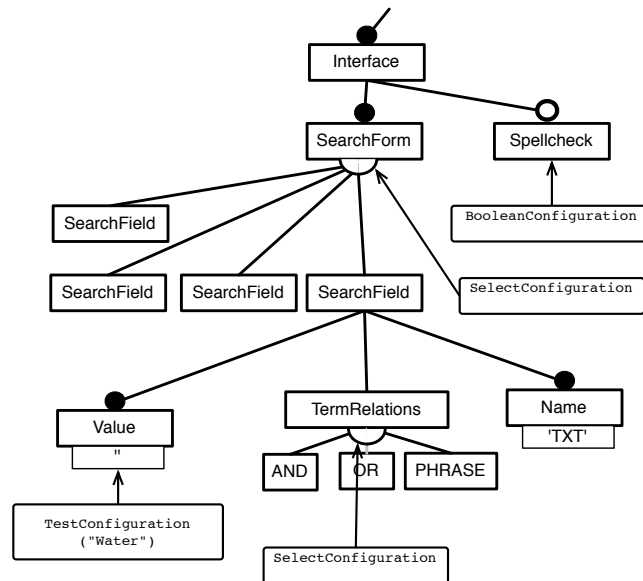 Interface
SearchForm
Spellcheck
SearchField
BooleanConfiguration
SearchField
SearchField
SearchField
SelectConfiguration
Value
"
TermRelations
Name
'TXT'
AND
OR
PHRASE
TestConfiguration
("Water")
SelectConfiguration